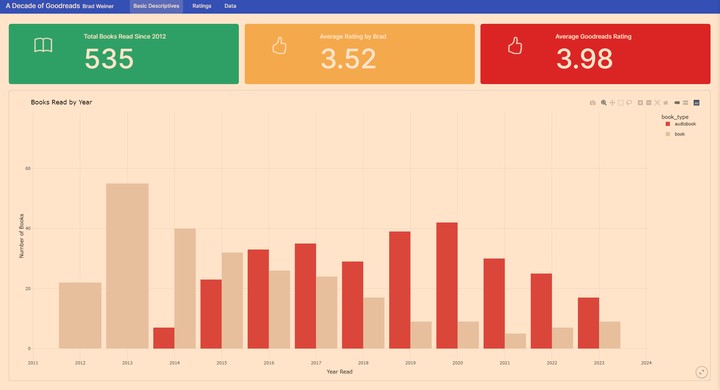 A Decade of Goodreads Brad Weiner Basic Descriptives Ratings Data
Total Books Read Since 2012
535
Average Rating by Brad
3.52
Average Goodreads Rating
3.98
Books Read by Year
book_type
audiobook
book
Number of Books
60
40
20
0
2011 2012 2013 2014 2015 2016 2017 2018 2019 2020 2021 2022 2023 2024
Year Read